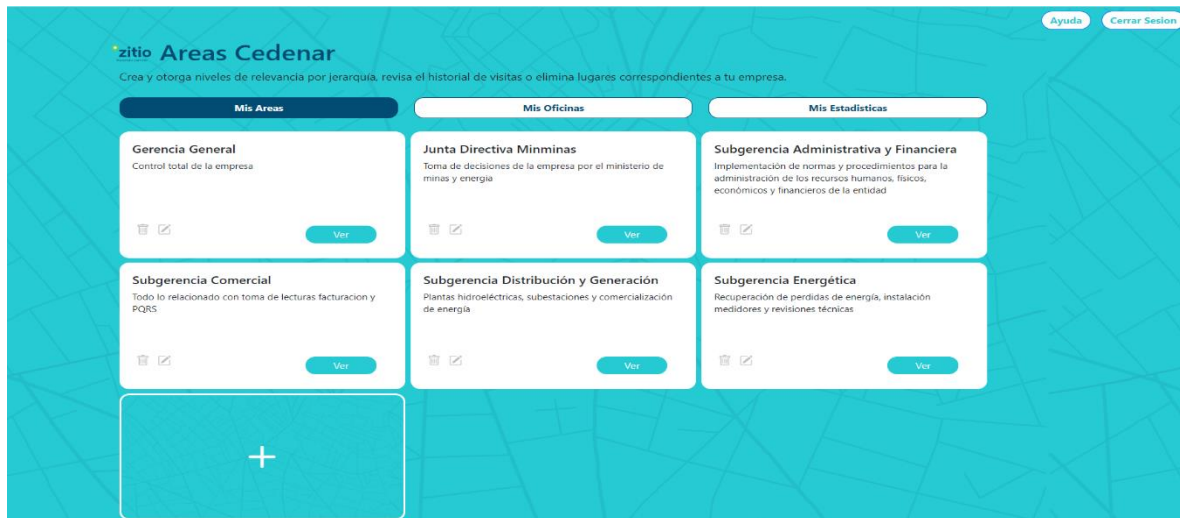 Ayuda
Cerrar Sesion
zitio Areas Cedenar
Crea y otorga niveles de relevancia por jerarquía, revisa el historial de visitas o elimina lugares correspondientes a tu empresa.
Mis Areas
Mis Oficinas
Mis Estadisticas
Gerencia General
Control total de la empresa
Ver
Junta Directiva Minminas
Toma de decisiones de la empresa por el ministerio de
minas y energia
Ver
Subgerencia Administrativa y Financiera
Implementación de normas y procedimientos para la
administración de los recursos humanos, físicos,
económicos y financieros de la entidad
Ver
Subgerencia Comercial
Todo lo relacionado con toma de lecturas facturacion y
PQRS
Ver
Subgerencia Distribución y Generación
Plantas hidroeléctricas, subestaciones y comercialización
de energía
Ver
Subgerencia Energética
Recuperación de perdidas de energía, instalación
medidores y revisiones técnicas
Ver